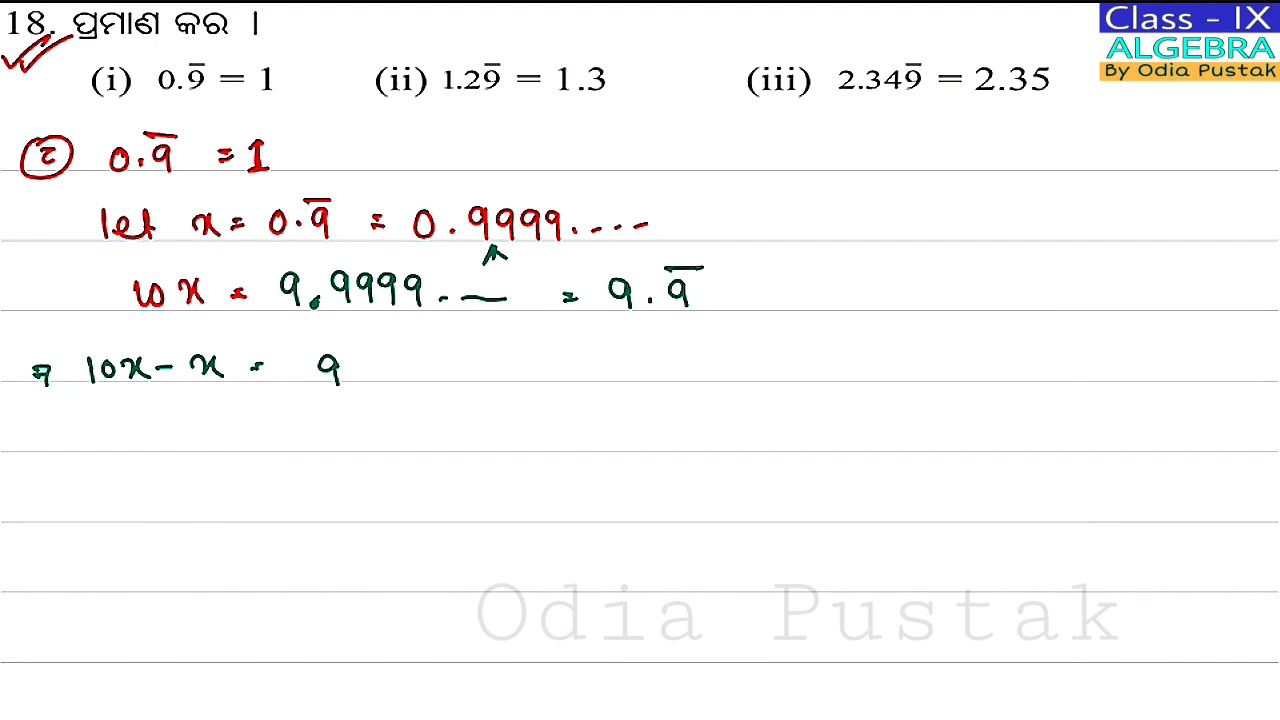 18. ପ୍ରମାଣ କର ।
Class - IX
ALGEBRA
By Odia Pustak
(i) 0.9̅ = 1 (ii) 1.29̅ = 1.3 (iii) 2.349̅ = 2.35
0.9̅ = 1
let x = 0.9̅ = 0.9999.....
10x = 9.9999.— = 9.9̅
⇒ 10x - x = 9
Odia Pustak